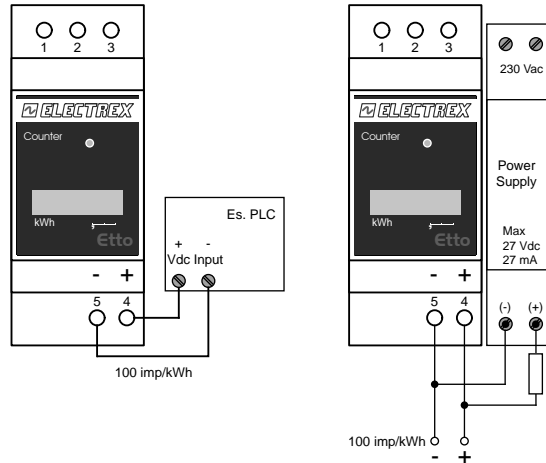 1 2 3
ELECTREX
Counter
kWh
Etto
- +
5 4
Es. PLC
+ -
Vdc Input
100 imp/kWh
1 2 3
ELECTREX
Counter
kWh
Etto
- +
5 4
230 Vac
Power
Supply
Max
27 Vdc
27 mA
(-) (+)
100 imp/kWh
- +